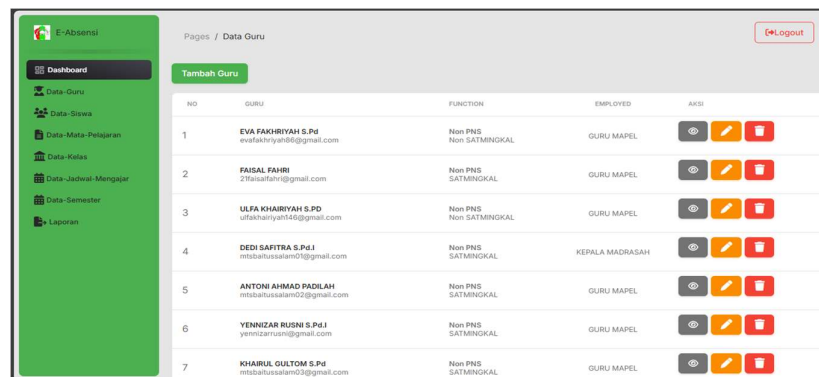 E-Absensi
Pages / Data Guru
Logout
Dashboard
Data-Guru
Data-Siswa
Data-Mata-Pelajaran
Data-Kelas
Data-Jadwal-Mengajar
Data-Semester
Laporan
Tambah Guru
NO GURU FUNCTION EMPLOYED AKSI
1 EVA FAKHRIYAH S.Pd Non PNS GURU MAPEL
evafakhriyah86@gmail.com Non SATMINGKAL
2 FAISAL FAHRI Non PNS GURU MAPEL
21faisalfahri@gmail.com SATMINGKAL
3 ULFA KHAIRIYAH S.PD Non PNS GURU MAPEL
ulfakhairiyah146@gmail.com Non SATMINGKAL
4 DEDI SAFITRA S.Pd.I Non PNS KEPALA MADRASAH
mtsbaitussalam01@gmail.com SATMINGKAL
5 ANTONI AHMAD PADILAH Non PNS GURU MAPEL
mtsbaitussalam02@gmail.com SATMINGKAL
6 YENNIZAR RUSNI S.Pd.I Non PNS GURU MAPEL
yennizarrusni@gmail.com SATMINGKAL
7 KHAIRUL GULTOM S.Pd Non PNS GURU MAPEL
mtsbaitussalam03@gmail.com SATMINGKAL